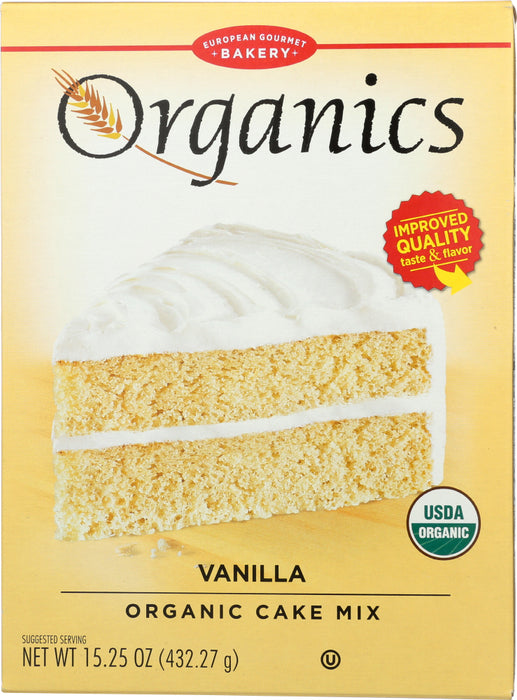 EUROPEAN GOURMET
BAKERY
Organics
IMPROVED
QUALITY
taste & flavor
USDA
ORGANIC
VANILLA
ORGANIC CAKE MIX
SUGGESTED SERVING
NET WT 15.25 OZ (432.27 g)
U